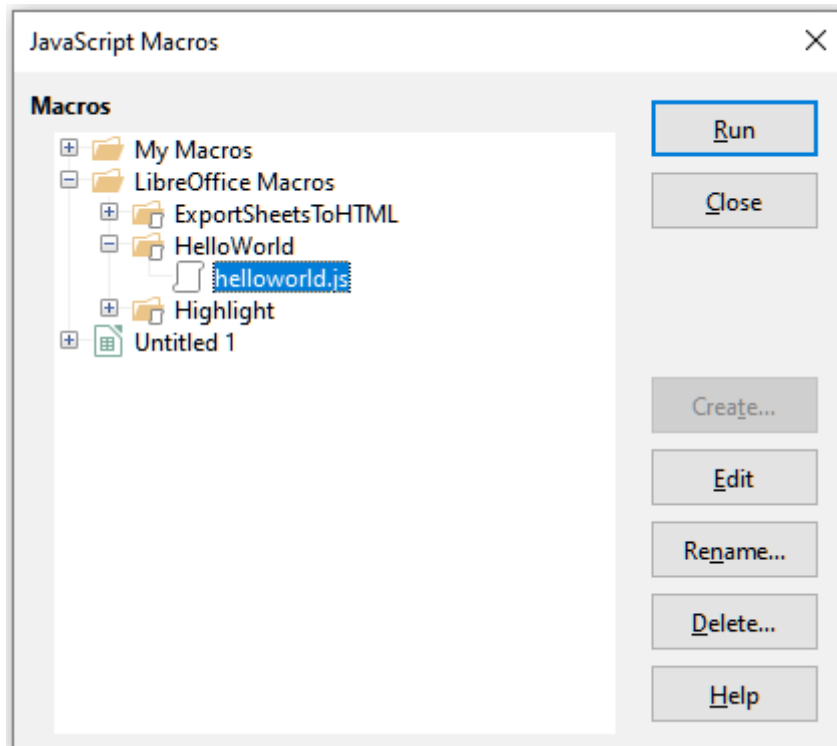 JavaScript Macros
Macros
My Macros
LibreOffice Macros
ExportSheetsToHTML
HelloWorld
helloworld.js
Highlight
Untitled 1
Run
Close
Create...
Edit
Rename...
Delete...
Help